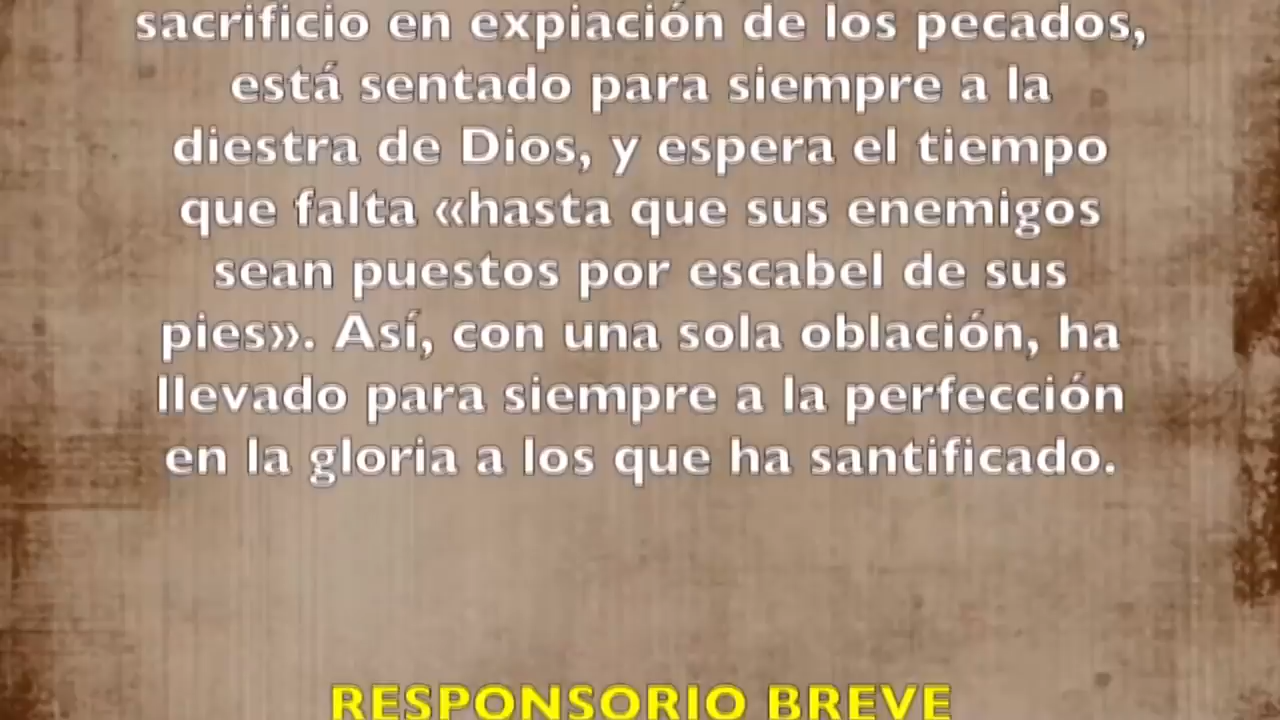 sacrificio en expiación de los pecados,
está sentado para siempre a la
diestra de Dios, y espera el tiempo
que falta «hasta que sus enemigos
sean puestos por escabel de sus
pies». Así, con una sola oblación, ha
llevado para siempre a la perfección
en la gloria a los que ha santificado.
RESPONSORIO BREVE